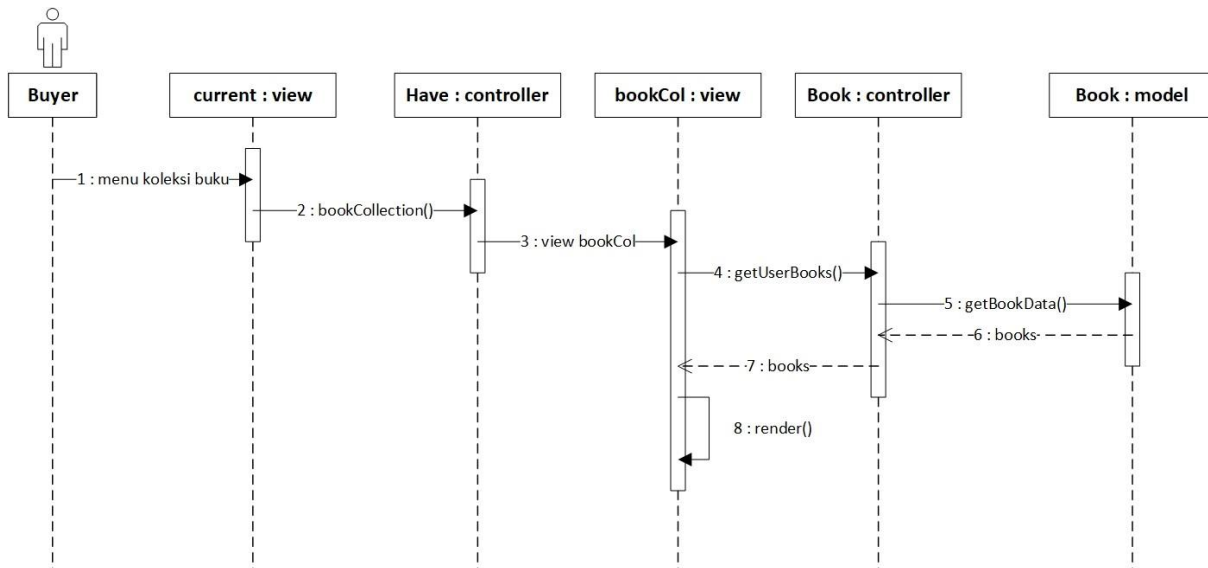 Buyer
current : view
Have : controller
bookCol : view
Book : controller
Book : model
1 : menu koleksi buku
2 : bookCollection()
3 : view bookCol
4 : getUserBooks()
5 : getBookData()
6 : books
7 : books
8 : render()